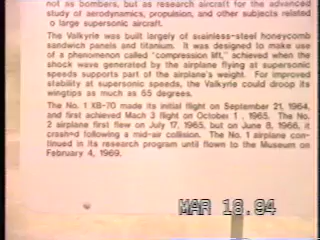 not as bombers, but as research aircraft for the advanced
study of aerodynamics, propulsion, and other subjects related
to large supersonic aircraft.
The Valkyrie was built largely of stainless-steel honeycomb
sandwich panels and titanium. It was designed to make use
of a phenomenon called "compression lift," achieved when the
shock wave generated by the airplane flying at supersonic
speeds supports part of the airplane's weight. For improved
stability at supersonic speeds, the Valkyrie could droop its
wingtips as much as 65 degrees.
The No. 1 XB-70 made its initial flight on September 21, 1964,
and first achieved Mach 3 flight on October 1 , 1965. The No.
2 airplane first flew on July 17, 1965, but on June 8, 1966, it
crashed following a mid-air collision. The No. 1 airplane con-
tinued in its research program until flown to the Museum on
February 4, 1969.
MAR 18.94